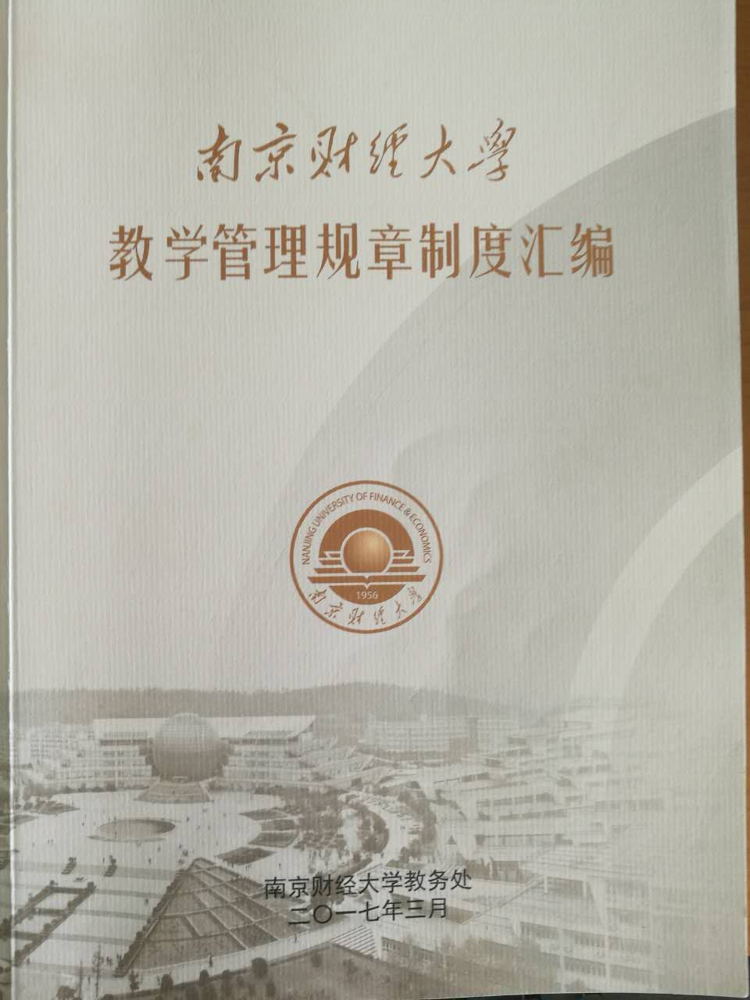 南京财经大學
教学管理规章制度汇编
NANJING UNIVERSITY OF FINANCE & ECONOMICS
1956
南京财经大學
南京财经大学教务处
二〇一七年三月